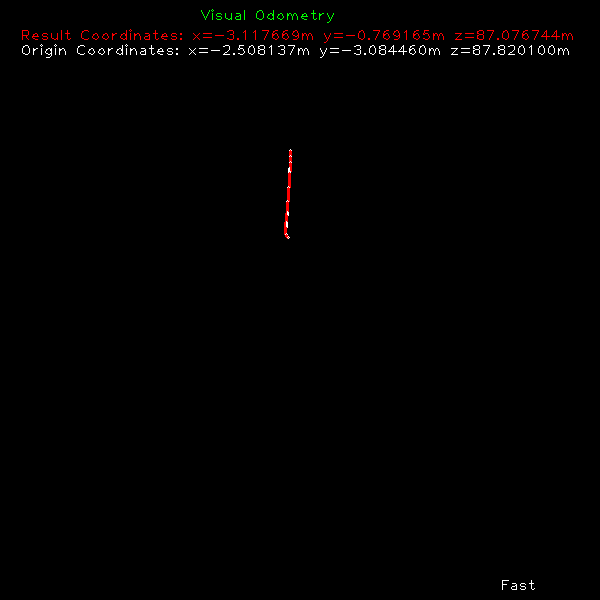 Visual Odometry
Result Coordinates: x=-3.117669m y=-0.769165m z=87.076744m
Origin Coordinates: x=-2.508137m y=-3.084460m z=87.820100m
Fast